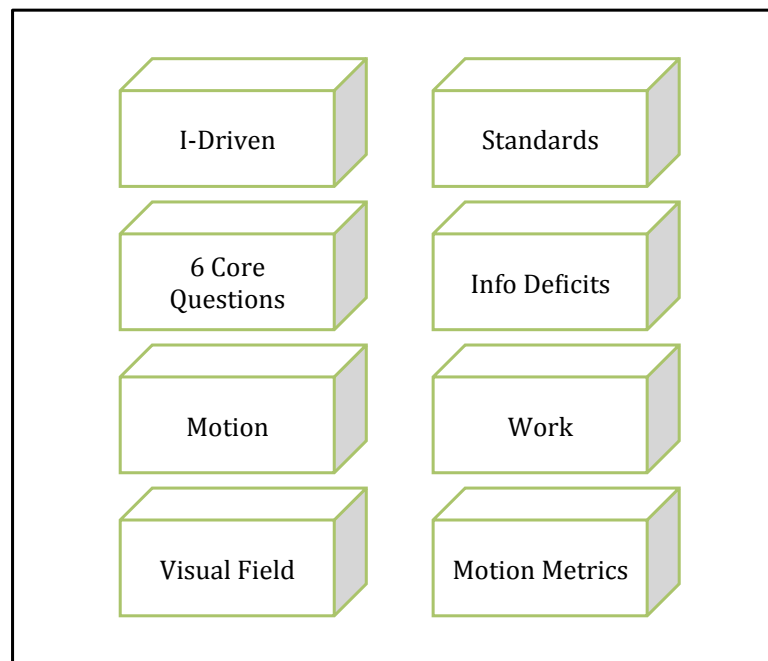 I-Driven
Standards
6 Core
Questions
Info Deficits
Motion
Work
Visual Field
Motion Metrics